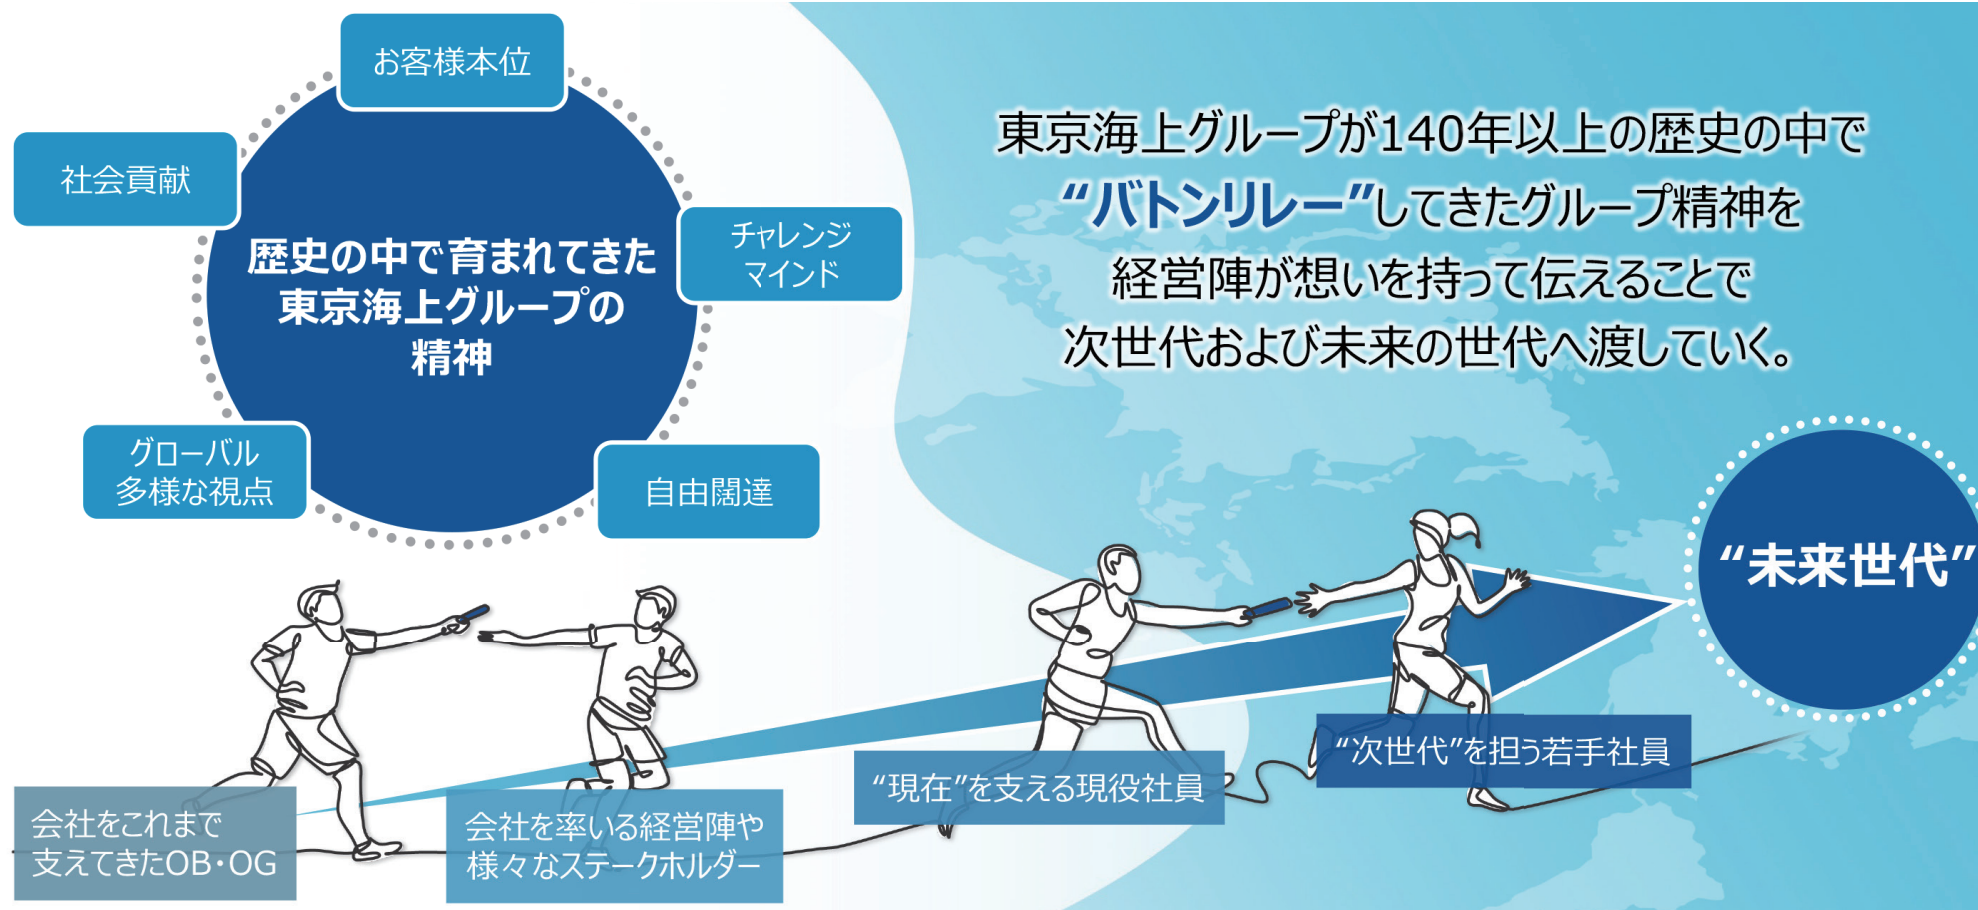 お客様本位
社会貢献
チャレンジ
マインド
歴史の中で育まれてきた
東京海上グループの
精神
グローバル
多様な視点
自由闊達
東京海上グループが140年以上の歴史の中で
“バトンリレー”してきたグループ精神を
経営陣が想いを持って伝えることで
次世代および未来の世代へ渡していく。
“未来世代”
会社をこれまで
支えてきたOB・OG
会社を率いる経営陣や
様々なステークホルダー
“現在”を支える現役社員
“次世代”を担う若手社員